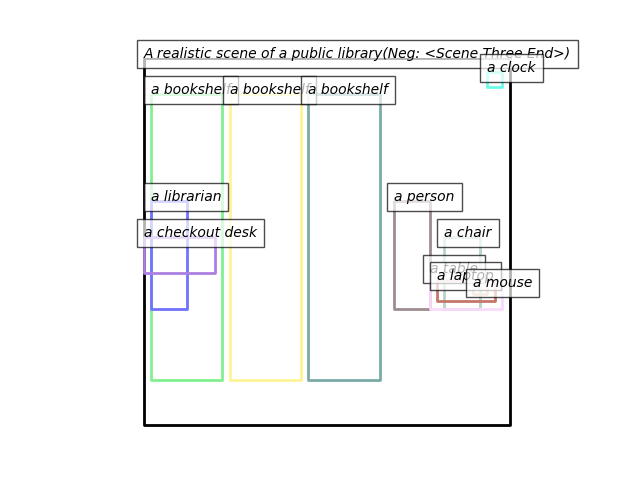 A realistic scene of a public library(Neg: <Scene Three End>)
a clock
a bookshelf
a bookshelf
a bookshelf
a librarian
a person
a checkout desk
a chair
a table
a laptop
a mouse